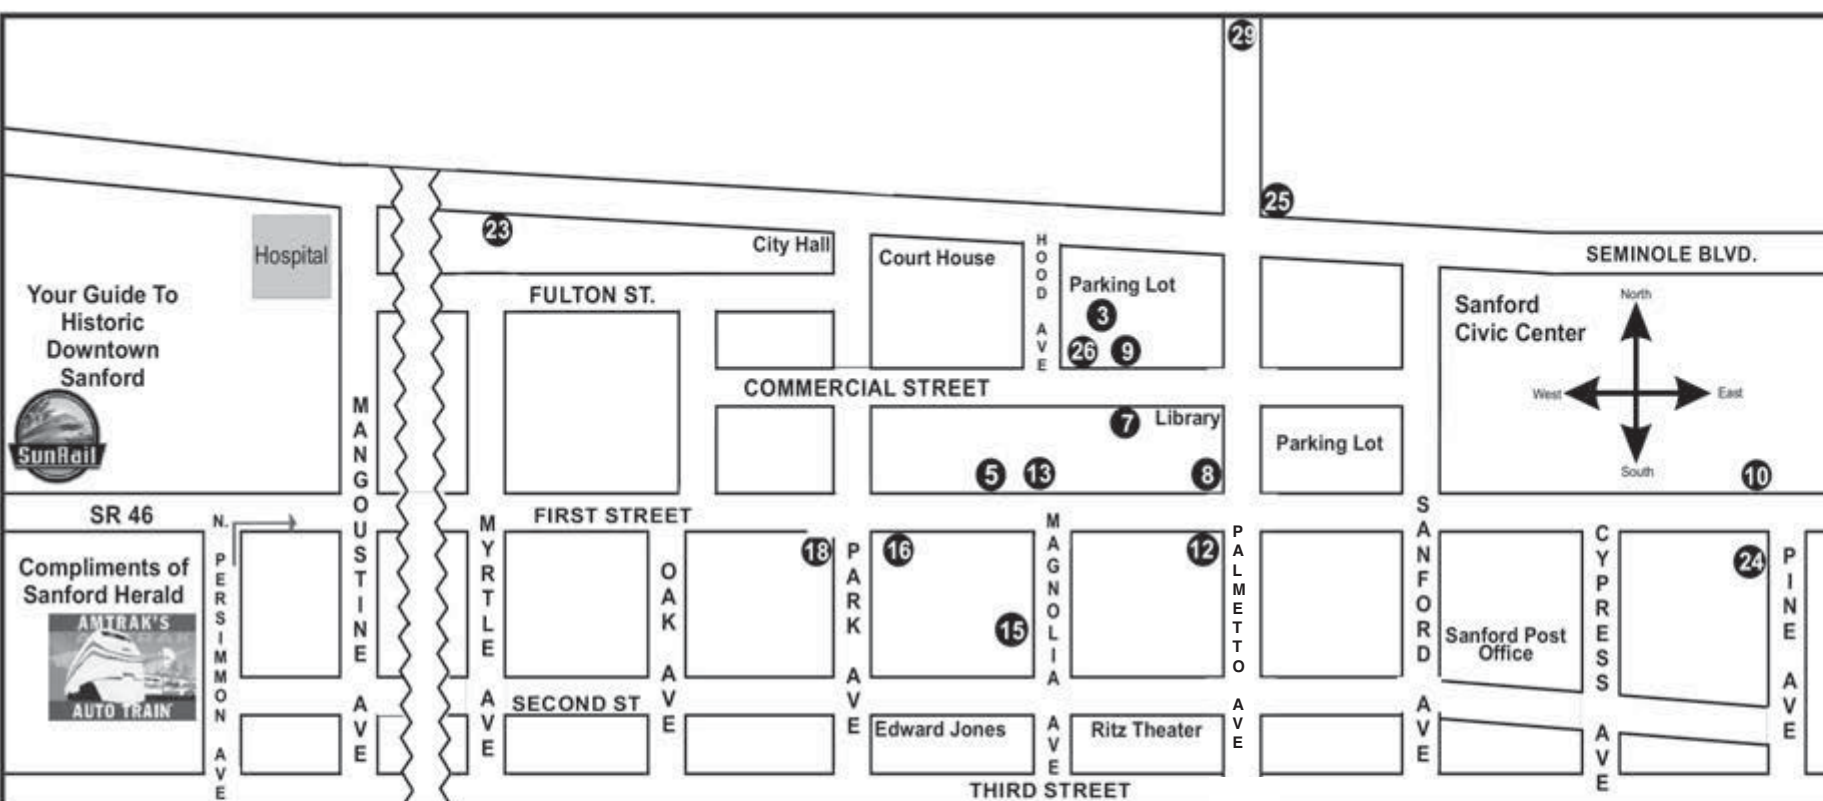 29
25
23
City Hall
Court House
HOOD AVE
Parking Lot
3
26
9
SEMINOLE BLVD.
Hospital
Your Guide To
Historic
Downtown
Sanford
SunRail
FULTON ST.
Sanford
Civic Center
North
West
East
South
COMMERCIAL STREET
7
Library
5
13
8
Parking Lot
10
SR 46
N. PERSIMMON AVE
MANGOUSTINE AVE
FIRST STREET
MYRTLE AVE
OAK AVE
18
PARK AVE
16
15
MAGNOLIA AVE
12
PALMETTO AVE
SANFORD AVE
CYPRESS AVE
24
PINE AVE
Compliments of
Sanford Herald
AMTRAK'S
AUTO TRAIN
Sanford Post
Office
SECOND ST
Edward Jones
Ritz Theater
THIRD STREET